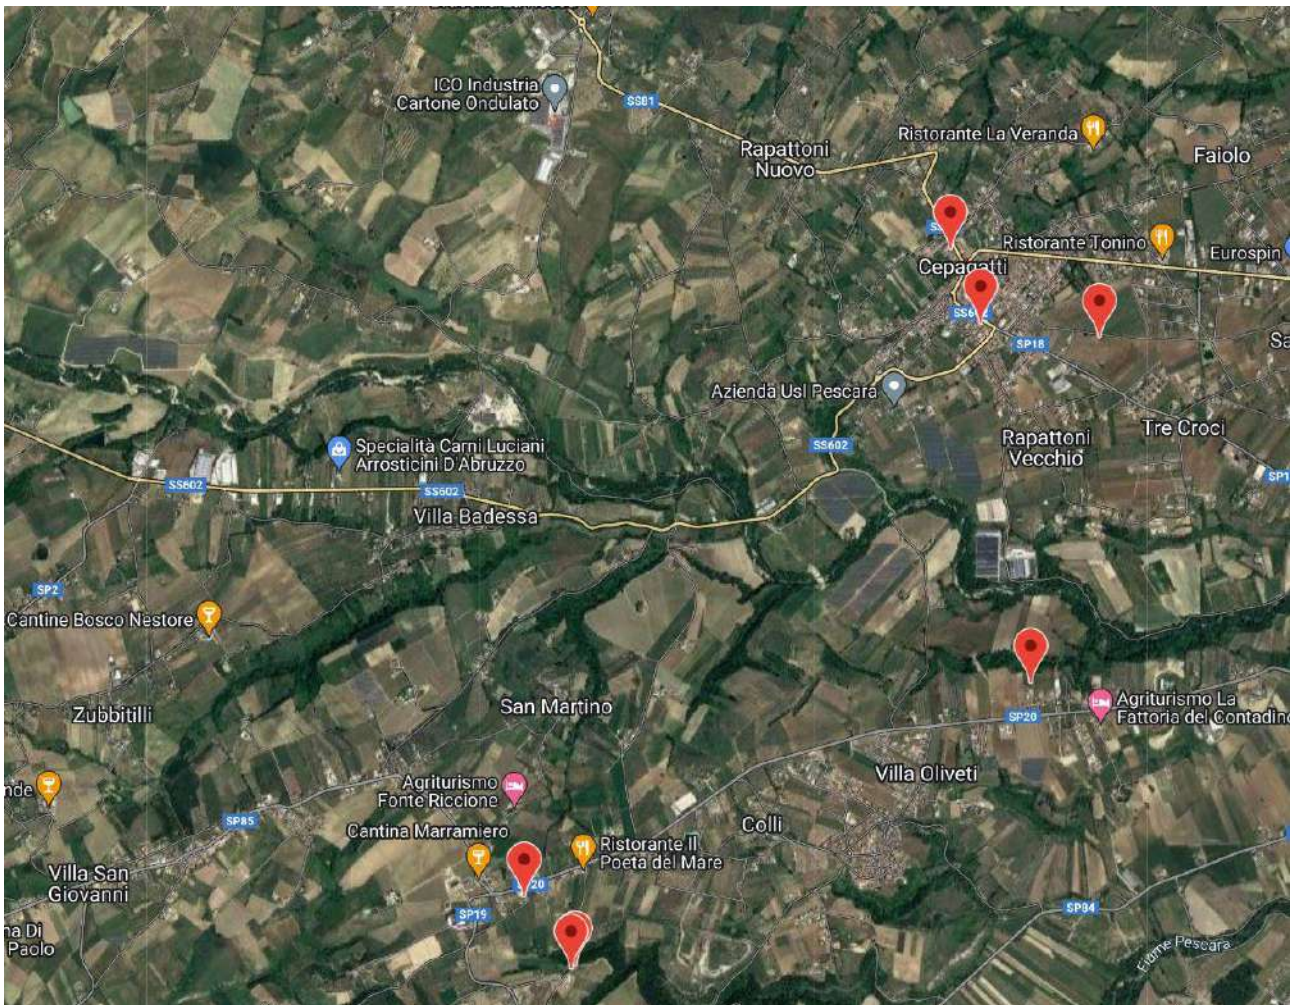 ICO Industria
Cartone Ondulato
SS81
Ristorante La Veranda
Rapattoni
Nuovo
Faiolo
Ristorante Tonino
Eurospin
Cepagatti
SS602
SP18
Azienda Usl Pescara
Rapattoni
Vecchio
Tre Croci
SS602
Specialità Carni Luciani
Arrosticini D'Abruzzo
SS602
SS602
Villa Badessa
SP2
Cantine Bosco Nestore
Zubbitilli
San Martino
Agriturismo La
Fattoria del Contadino
SP20
Villa Oliveti
Agriturismo
Fonte Riccione
SP85
Colli
Cantina Marramiero
Ristorante Il
Poeta del Mare
Villa San
Giovanni
SP19
SP84
Paolo
Fiume Pescara